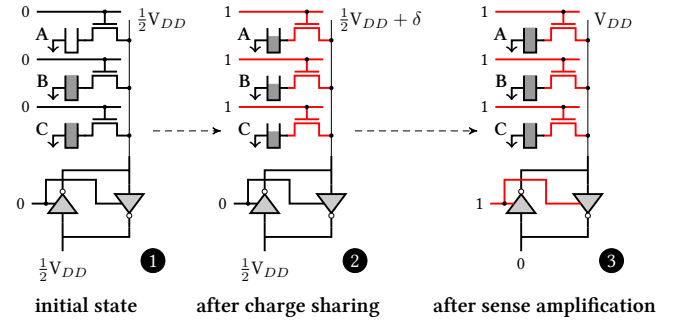 0 ½V_DD 1 ½V_DD + δ 1 V_DD
A A A
0 1 1
B B B
0 1 1
C C C
0 0 1
½V_DD 1 ½V_DD 2 0 3
initial state after charge sharing after sense amplification